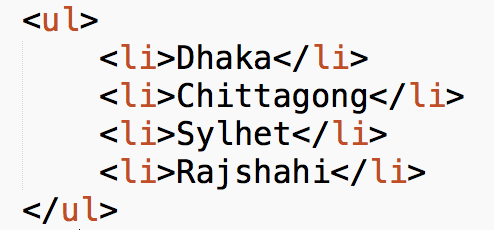 <ul>
    <li>Dhaka</li>
    <li>Chittagong</li>
    <li>Sylhet</li>
    <li>Rajshahi</li>
</ul>